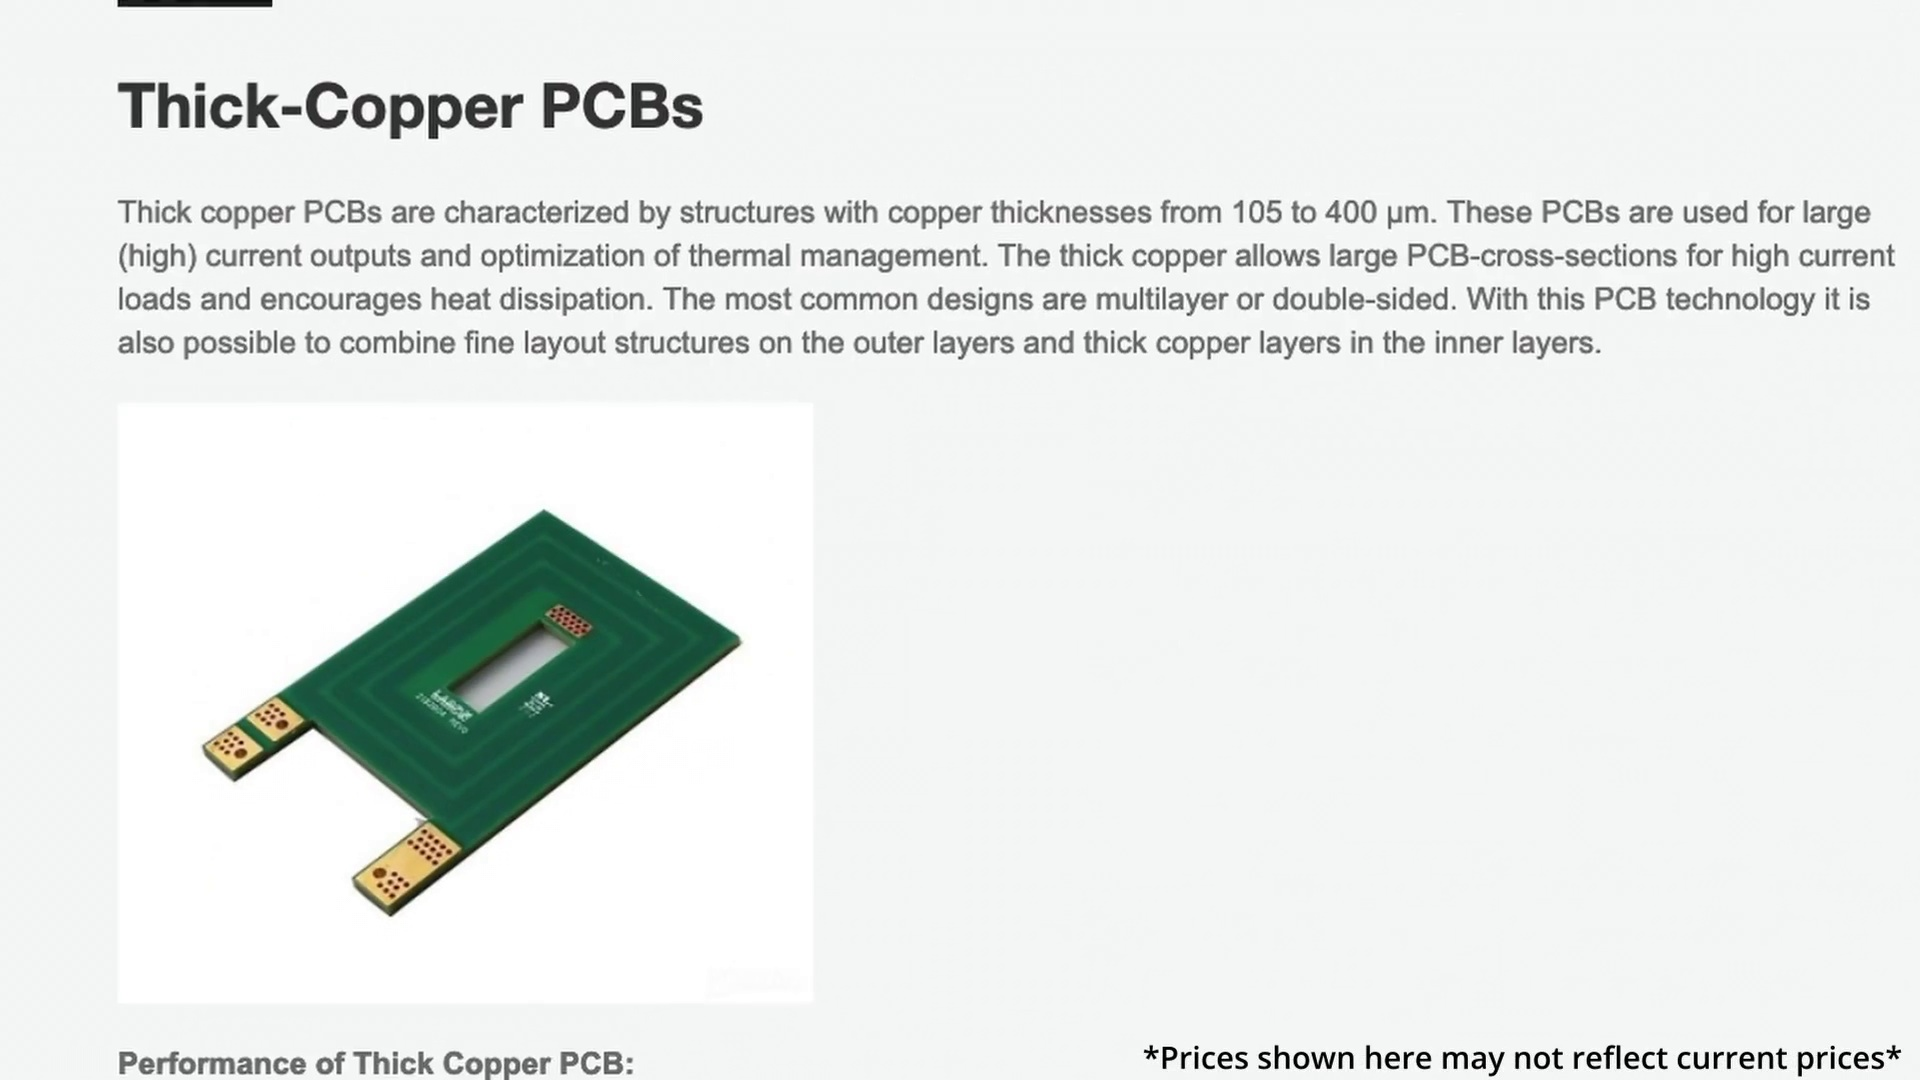 Thick-Copper PCBs
Thick copper PCBs are characterized by structures with copper thicknesses from 105 to 400 µm. These PCBs are used for large
(high) current outputs and optimization of thermal management. The thick copper allows large PCB-cross-sections for high current
loads and encourages heat dissipation. The most common designs are multilayer or double-sided. With this PCB technology it is
also possible to combine fine layout structures on the outer layers and thick copper layers in the inner layers.
Performance of Thick Copper PCB:
*Prices shown here may not reflect current prices*